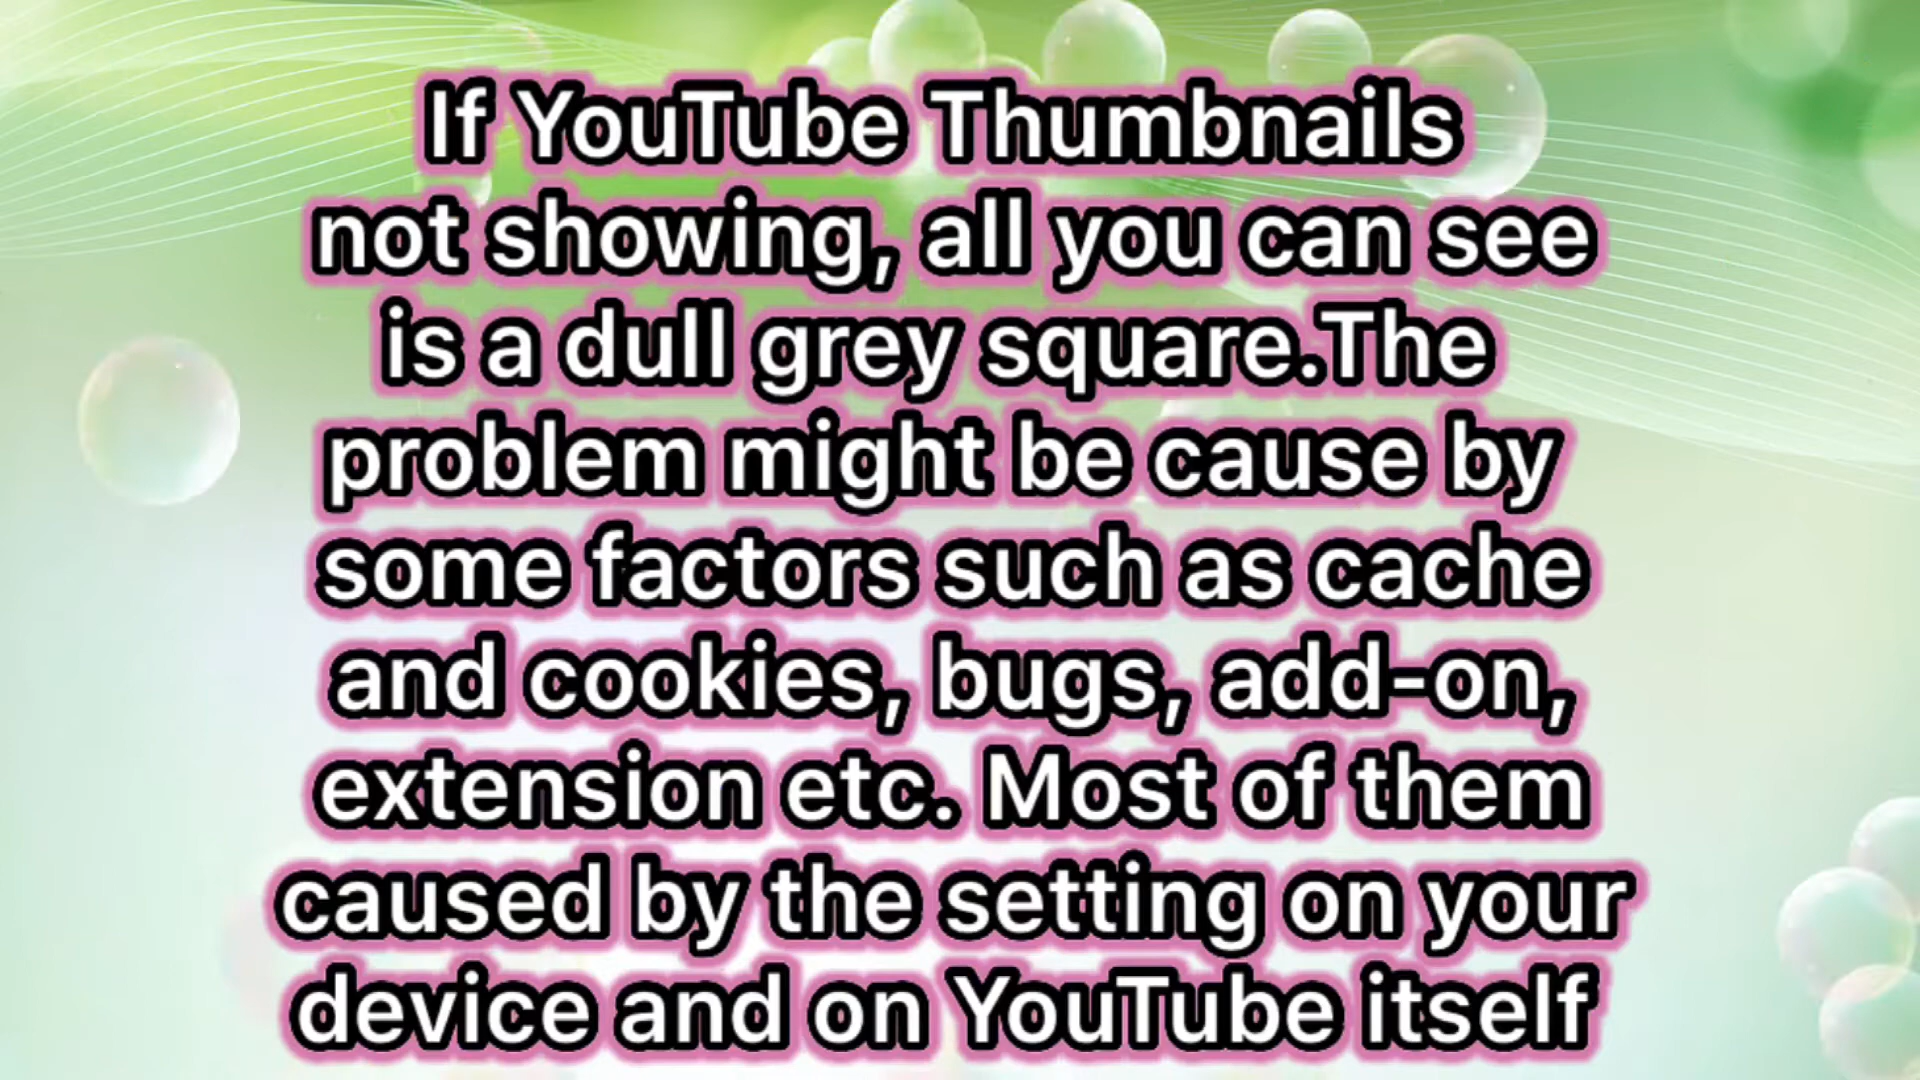 If YouTube Thumbnails
not showing, all you can see
is a dull grey square.The
problem might be cause by
some factors such as cache
and cookies, bugs, add-on,
extension etc. Most of them
caused by the setting on your
device and on YouTube itself